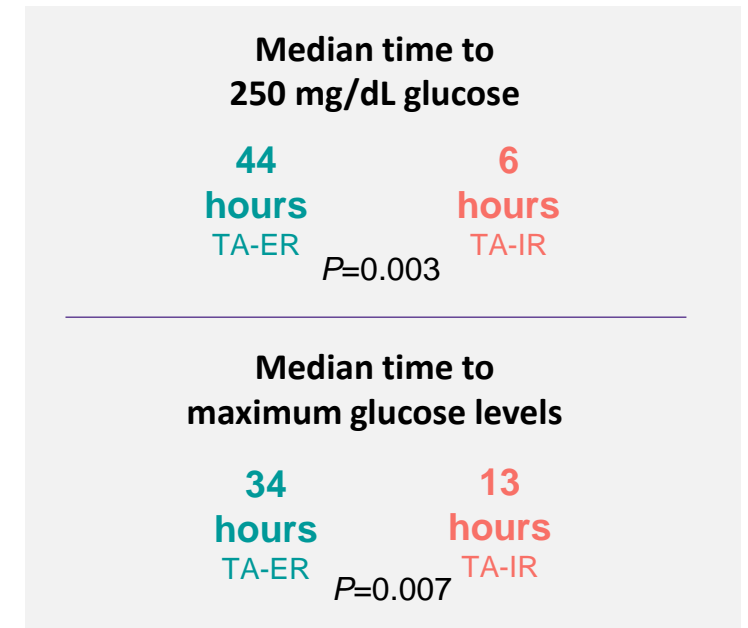 Median time to
250 mg/dL glucose
44
hours
TA-ER
6
hours
TA-IR
P=0.003
Median time to
maximum glucose levels
34
hours
TA-ER
13
hours
TA-IR
P=0.007